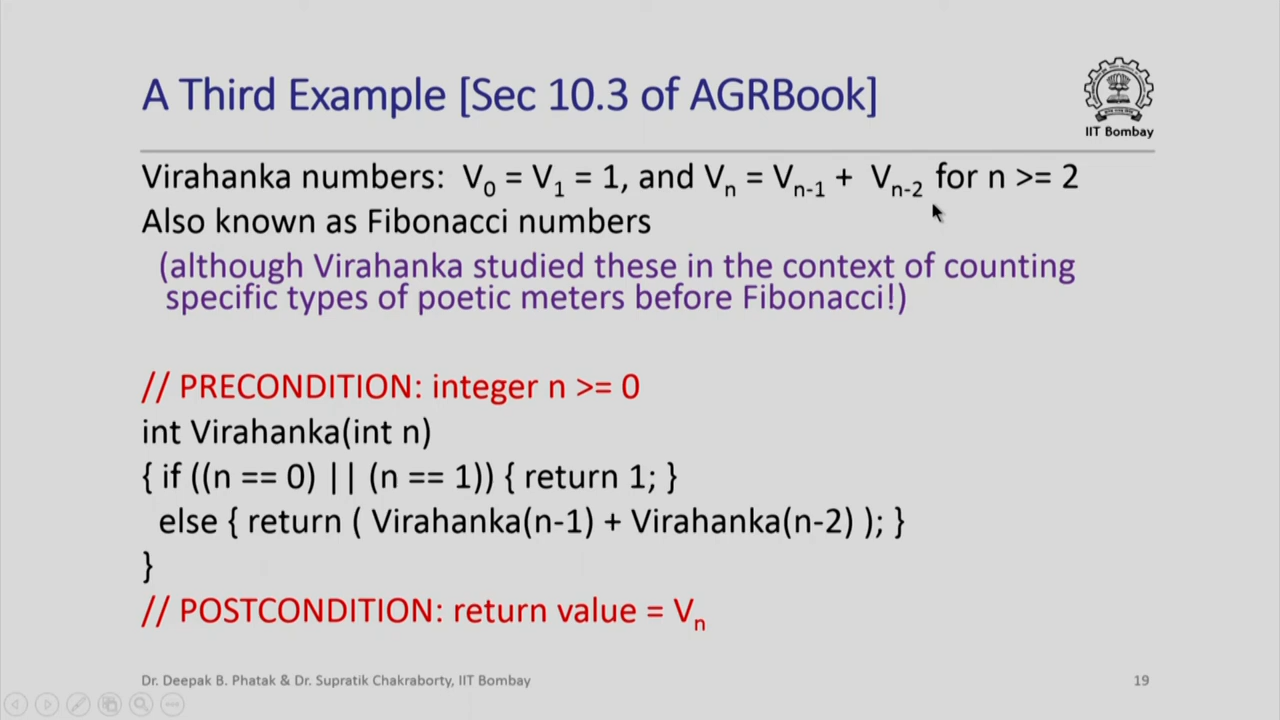 A Third Example [Sec 10.3 of AGRBook]
IIT Bombay
Virahanka numbers: V₀ = V₁ = 1, and Vₙ = Vₙ₋₁ + Vₙ₋₂ for n >= 2
Also known as Fibonacci numbers
(although Virahanka studied these in the context of counting
specific types of poetic meters before Fibonacci!)
// PRECONDITION: integer n >= 0
int Virahanka(int n)
{ if ((n == 0) || (n == 1)) { return 1; }
else { return ( Virahanka(n-1) + Virahanka(n-2) ); }
}
// POSTCONDITION: return value = Vₙ
Dr. Deepak B. Phatak & Dr. Supratik Chakraborty, IIT Bombay
19